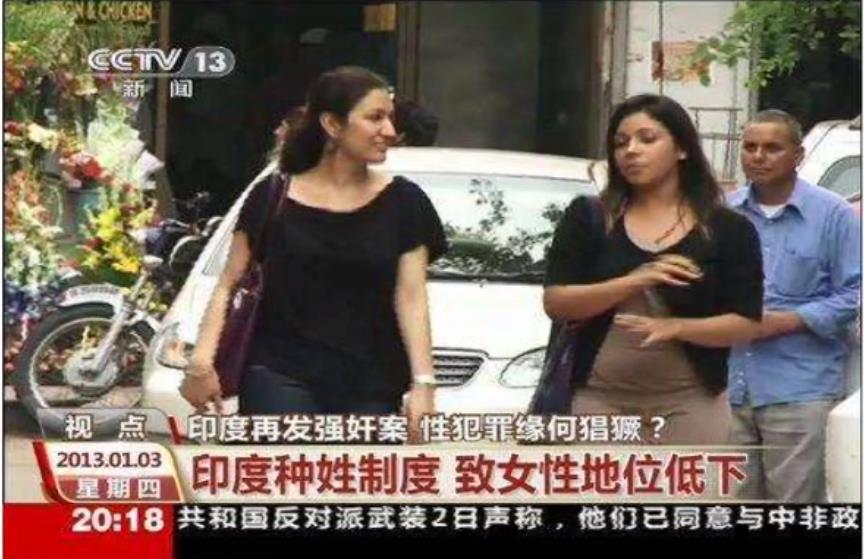 N & CHICKEN
CCTV 13
新闻
视点
印度再发强奸案 性犯罪缘何猖獗？
2013.01.03
星期四
印度种姓制度 致女性地位低下
20:18
共和国反对派武装2日声称，他们已同意与中非政